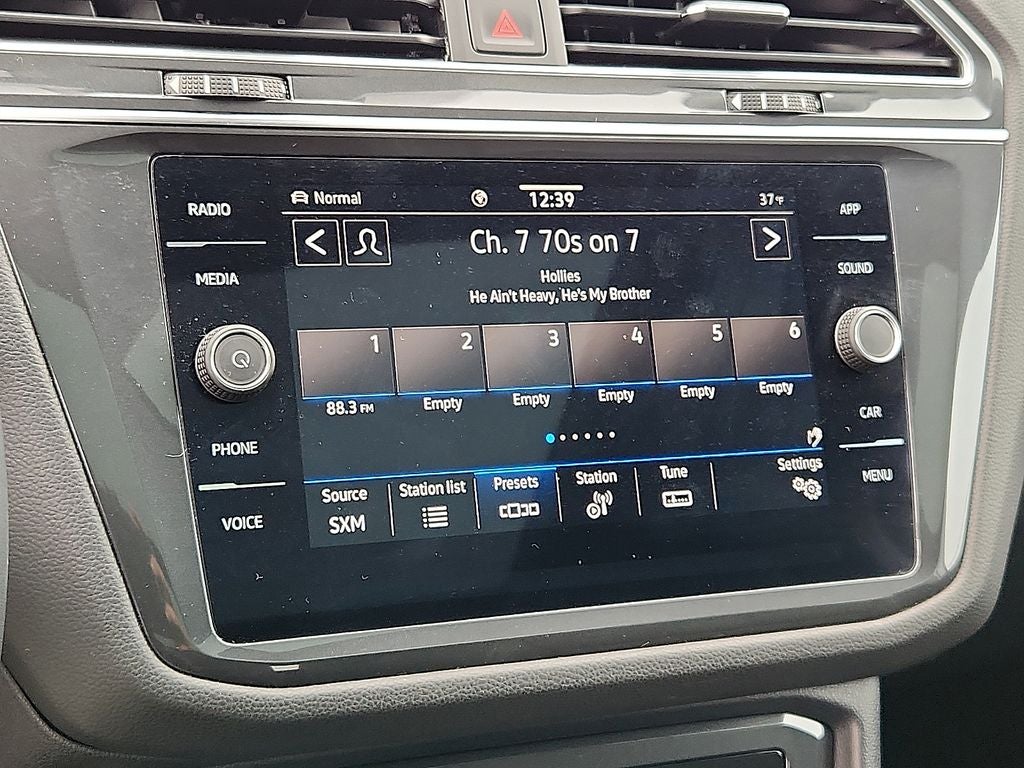 RADIO
MEDIA
PHONE
VOICE
Normal
12:39
37°F
Ch. 7 70s on 7
Hollies
He Ain't Heavy, He's My Brother
1 2 3 4 5 6
88.3 FM Empty Empty Empty Empty Empty
Source Station list Presets Station Tune Settings
SXM
APP
SOUND
CAR
MENU